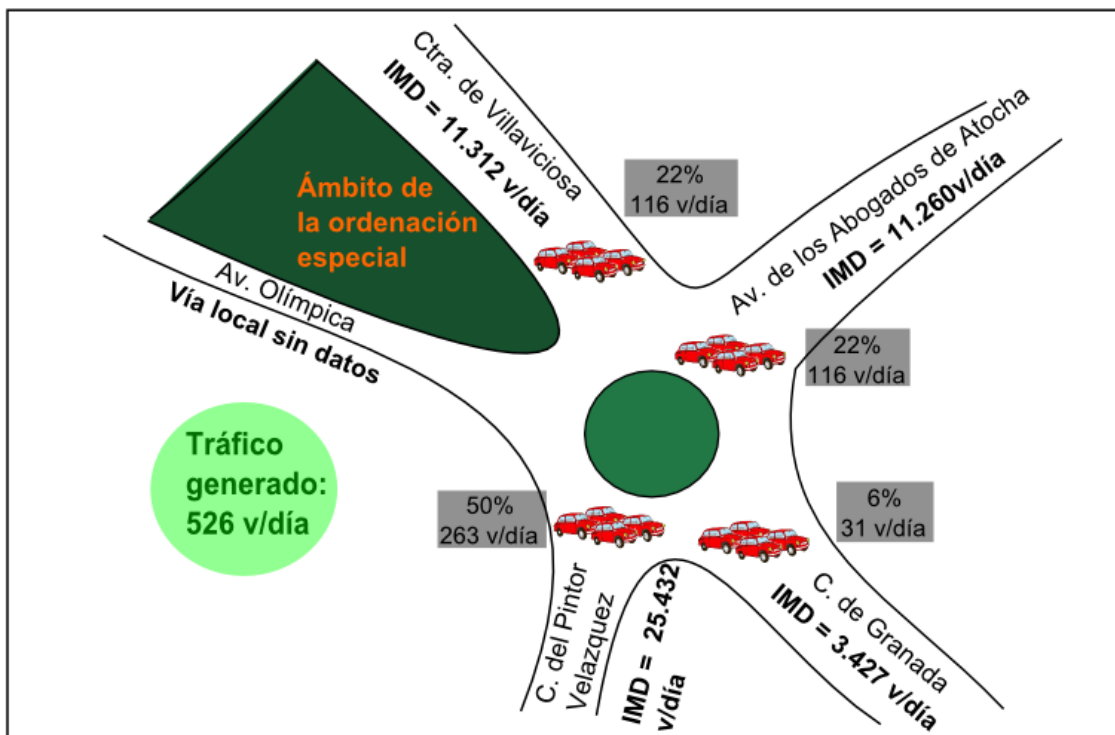 Ctra. de Villaviciosa
IMD = 11.312 v/día
22%
116 v/día
Av. de los Abogados de Atocha
IMD = 11.260v/día
Ámbito de
la ordenación
especial
Av. Olímpica
Vía local sin datos
22%
116 v/día
Tráfico
generado:
526 v/día
50%
263 v/día
6%
31 v/día
C. del Pintor
Velazquez
IMD = 25.432
v/día
C. de Granada
IMD = 3.427 v/día